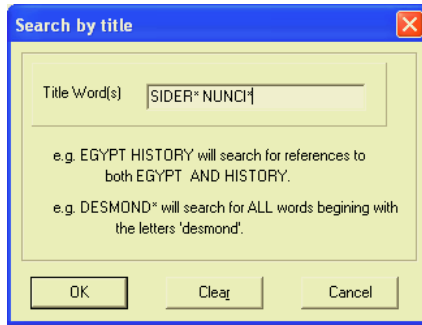 Search by title
Title Word(s) SIDER* NUNCI*
e.g. EGYPT HISTORY will search for references to
both EGYPT AND HISTORY.
e.g. DESMOND* will search for ALL words begining with
the letters 'desmond'.
OK Clear Cancel